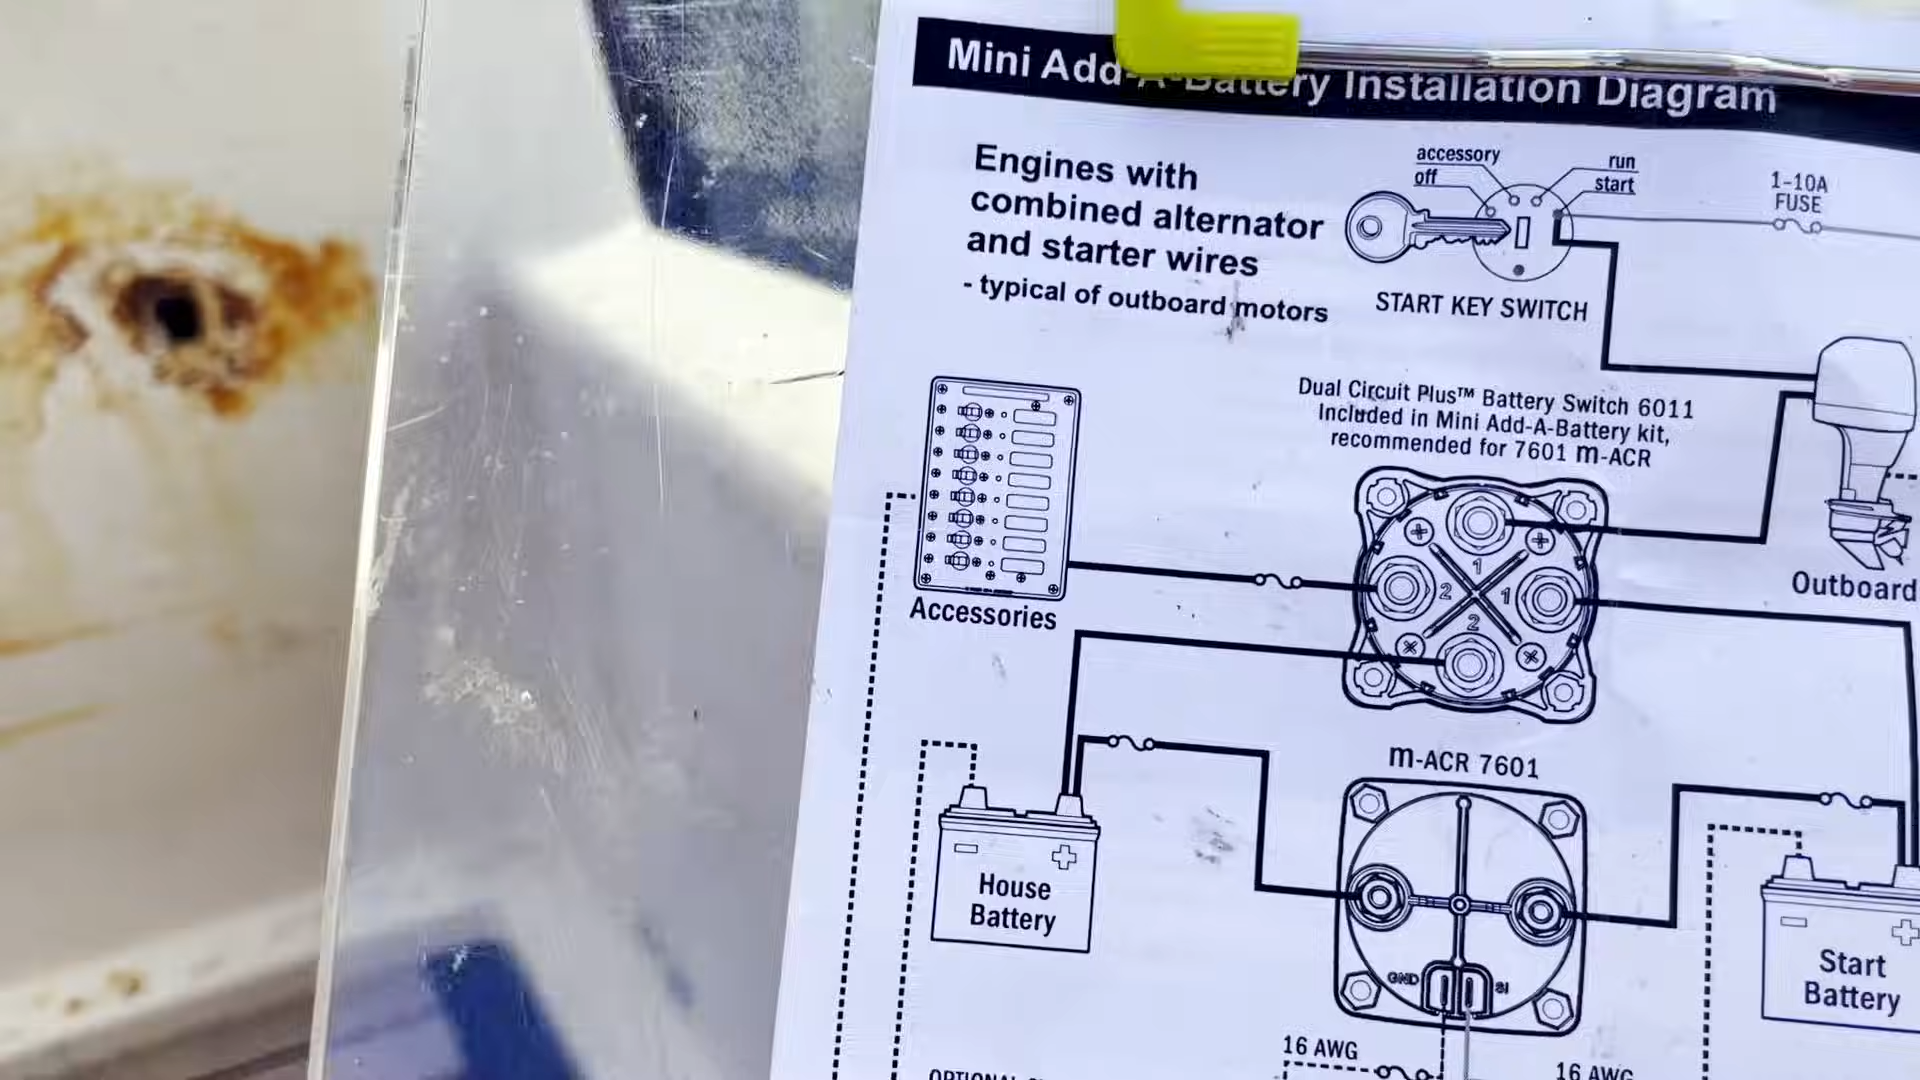 Mini Add-A-Battery Installation Diagram
Engines with
combined alternator
and starter wires
- typical of outboard motors
accessory
off
run
start
START KEY SWITCH
1-10A
FUSE
Dual Circuit Plus™ Battery Switch 6011
Included in Mini Add-A-Battery kit,
recommended for 7601 m-ACR
Outboard
1
2
1
2
Accessories
m-ACR 7601
House
Battery
GND
SI
Start
Battery
16 AWG
16 AWG
OPTIONAL